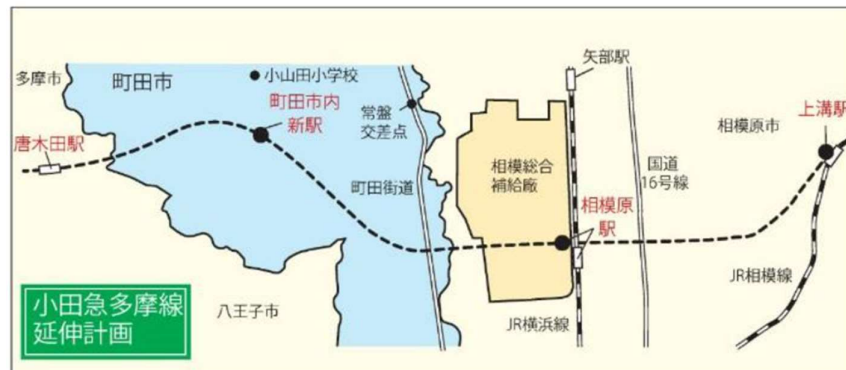 多摩市
町田市
小山田小学校
唐木田駅
町田市内
新駅
常盤
交差点
町田街道
八王子市
相模総合
補給廠
矢部駅
相模原
駅
国道
16号線
相模原市
上溝駅
JR横浜線
JR相模線
小田急多摩線
延伸計画